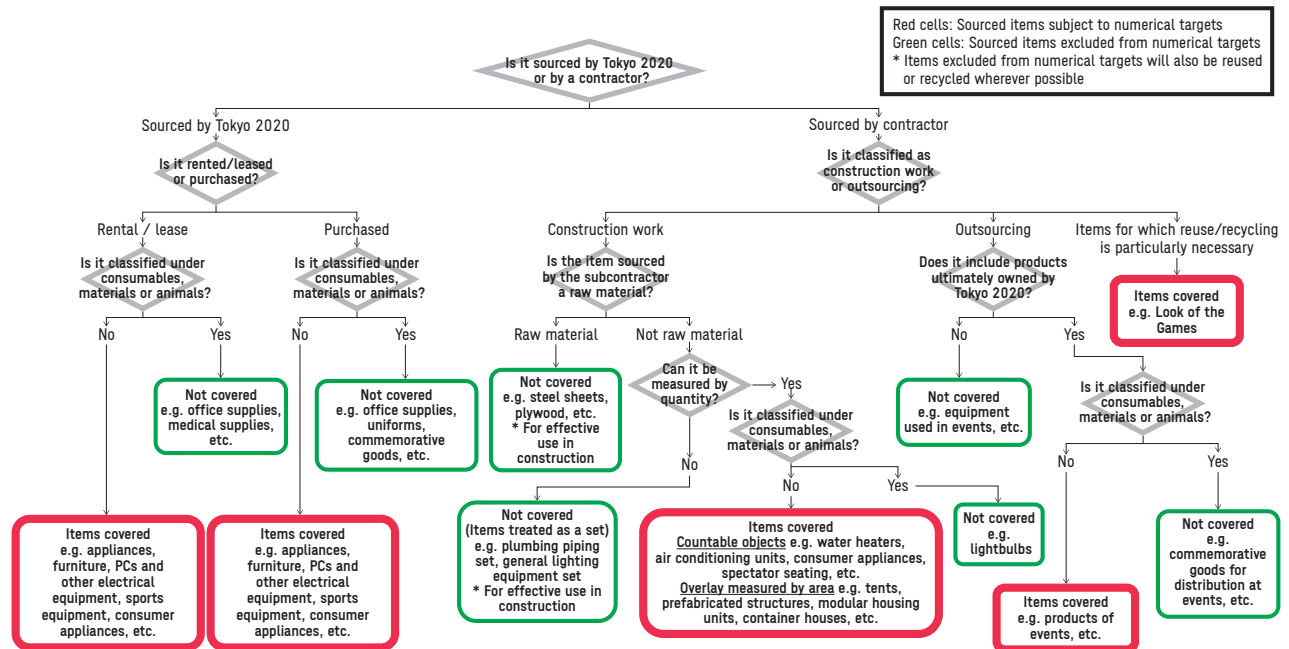 Red cells: Sourced items subject to numerical targets
Green cells: Sourced items excluded from numerical targets
* Items excluded from numerical targets will also be reused
or recycled wherever possible
Is it sourced by Tokyo 2020
or by a contractor?
Sourced by Tokyo 2020
Sourced by contractor
Is it rented/leased
or purchased?
Is it classified as
construction work
or outsourcing?
Rental / lease
Purchased
Construction work
Outsourcing
Items for which reuse/recycling
is particularly necessary
Is it classified under
consumables,
materials or animals?
Is it classified under
consumables,
materials or animals?
Is the item sourced
by the subcontractor
a raw material?
Does it include products
ultimately owned by
Tokyo 2020?
Items covered
e.g. Look of the
Games
No
Yes
No
Yes
Raw material
Not raw material
No
Yes
Not covered
e.g. office supplies,
medical supplies,
etc.
Not covered
e.g. office supplies,
uniforms,
commemorative
goods, etc.
Not covered
e.g. steel sheets,
plywood, etc.
* For effective
use in
construction
Can it be
measured by
quantity?
Yes
Is it classified under
consumables,
materials or animals?
Not covered
e.g. equipment
used in events, etc.
Is it classified under
consumables,
materials or animals?
No
No
Yes
No
Yes
Items covered
e.g. appliances,
furniture, PCs and
other electrical
equipment, sports
equipment, consumer
appliances, etc.
Items covered
e.g. appliances,
furniture, PCs and
other electrical
equipment, sports
equipment, consumer
appliances, etc.
Not covered
(Items treated as a set)
e.g. plumbing piping
set, general lighting
equipment set
* For effective use in
construction
Items covered
Countable objects e.g. water heaters,
air conditioning units, consumer appliances,
spectator seating, etc.
Overlay measured by area e.g. tents,
prefabricated structures, modular housing
units, container houses, etc.
Not covered
e.g.
lightbulbs
Items covered
e.g. products of
events, etc.
Not covered
e.g.
commemorative
goods for
distribution at
events, etc.